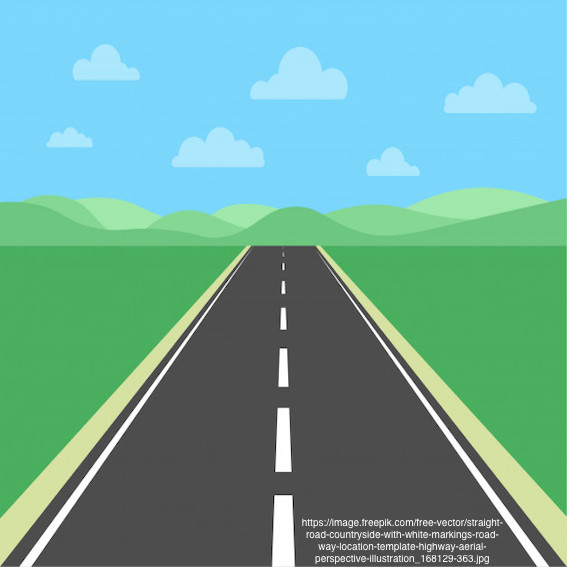 https://image.freepik.com/free-vector/straight-
road-countryside-with-white-markings-road-
way-location-template-highway-aerial-
perspective-illustration_168129-363.jpg